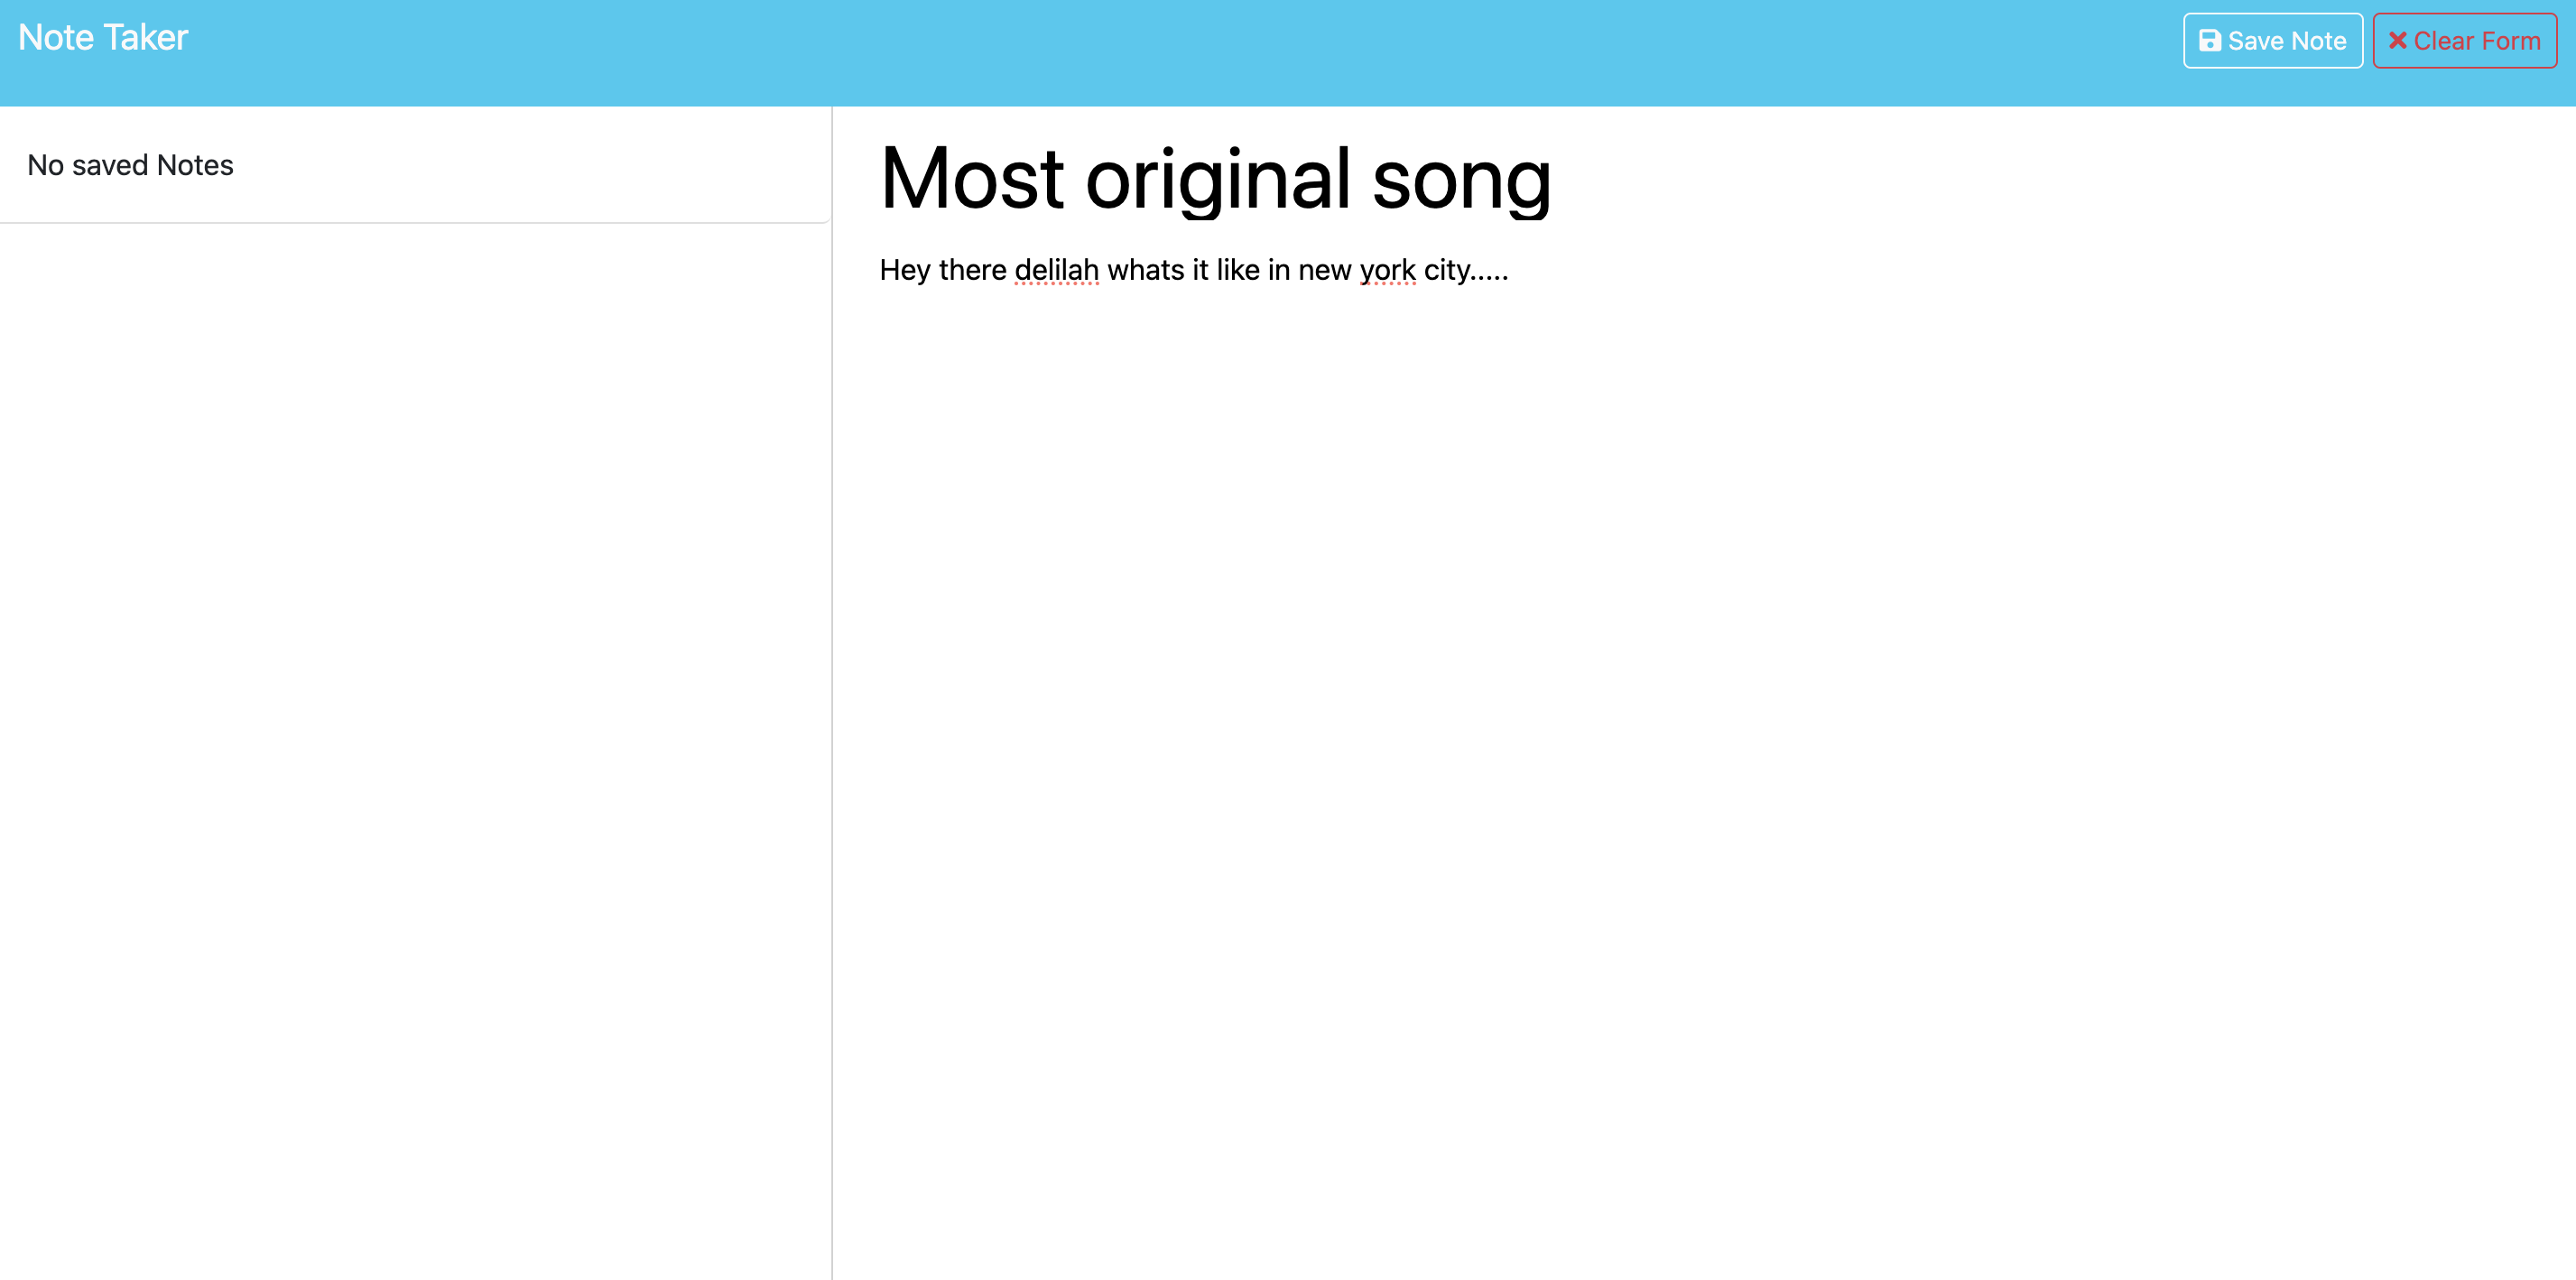 Note Taker
Save Note
Clear Form
No saved Notes
Most original song
Hey there delilah whats it like in new york city.....